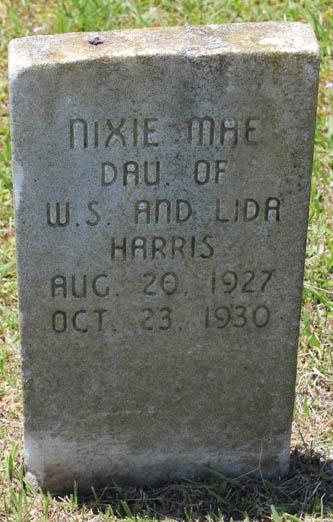 NIXIE MAE
DAU. OF
W.S. AND LIDA
HARRIS
AUG. 20. 1927
OCT. 23. 1930